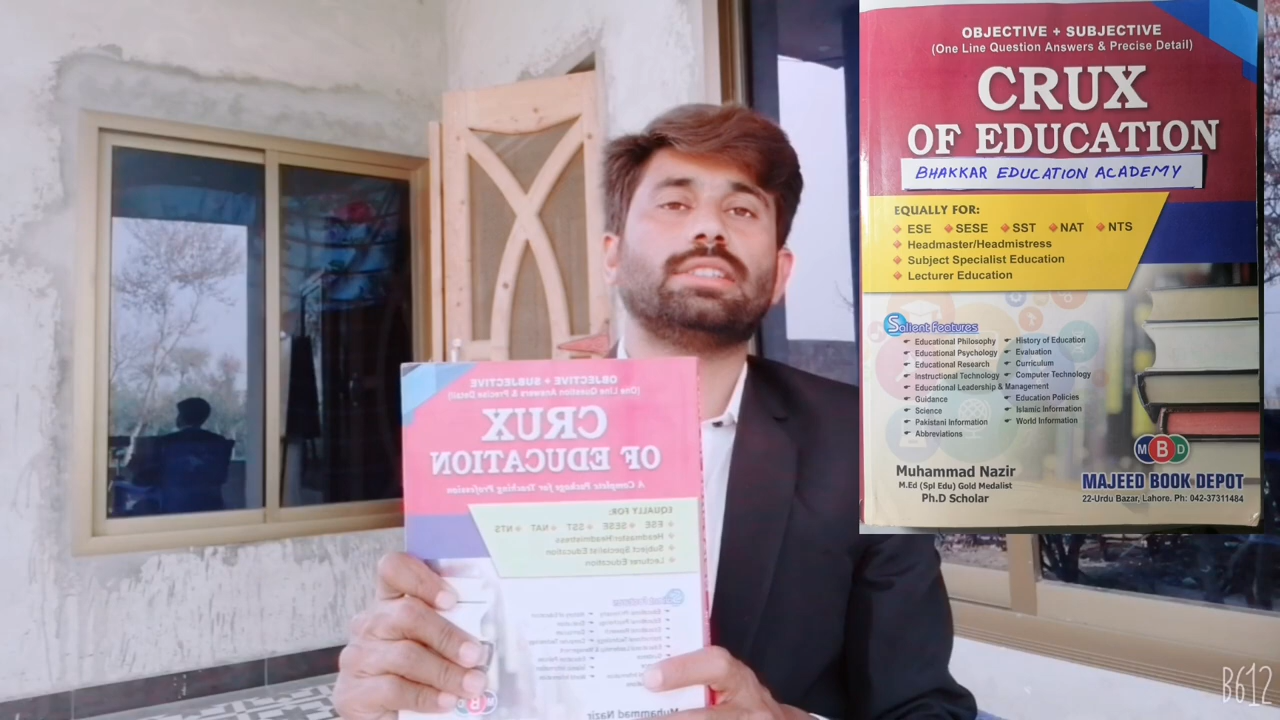 OBJECTIVE + SUBJECTIVE
(One Line Question Answers & Precise Detail)
CRUX
OF EDUCATION
BHAKKAR EDUCATION ACADEMY
EQUALLY FOR:
ESE SESE SST NAT NTS
Headmaster/Headmistress
Subject Specialist Education
Lecturer Education
Salient Features
Educational Philosophy
Educational Psychology
Educational Research
Instructional Technology
Educational Leadership & Management
Guidance
Science
Pakistani Information
Abbreviations
History of Education
Evaluation
Curriculum
Computer Technology
Education Policies
Islamic Information
World Information
Muhammad Nazir
M.Ed (Spl Edu) Gold Medalist
Ph.D Scholar
MBD
MAJEED BOOK DEPOT
22-Urdu Bazar, Lahore. Ph: 042-37311484
OBJECTIVE + SUBJECTIVE
(One Line Question Answers & Precise Detail)
CRUX
OF EDUCATION
A Complete Package for Teaching Profession
EQUALLY FOR:
ESE SESE SST NAT NTS
Headmaster/Headmistress
Subject Specialist Education
Lecturer Education
Muhammad Nazir
B612